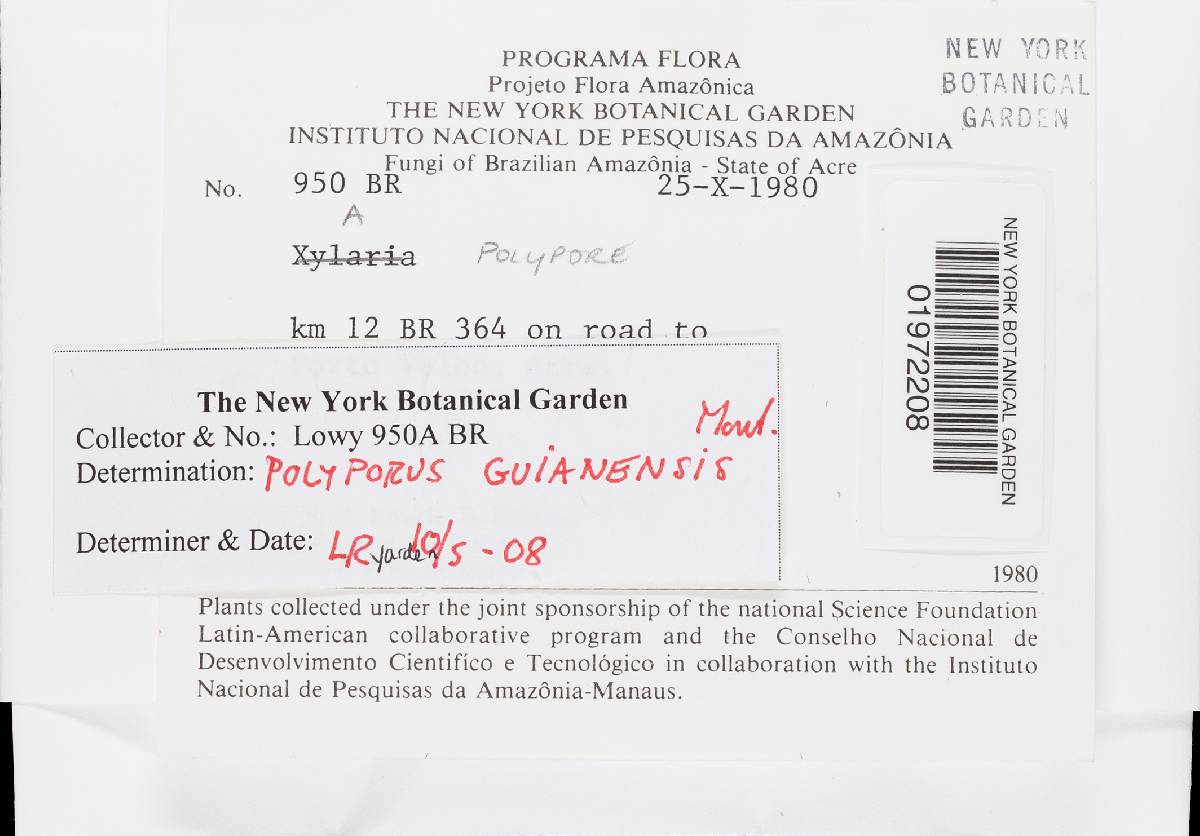 NEW YORK
BOTANICAL
GARDEN
PROGRAMA FLORA
Projeto Flora Amazônica
THE NEW YORK BOTANICAL GARDEN
INSTITUTO NACIONAL DE PESQUISAS DA AMAZÔNIA
Fungi of Brazilian Amazônia - State of Acre
No. 950 BR 25-X-1980
A
Xylaria POLYPORE
km 12 BR 364 on road to
NEW YORK BOTANICAL GARDEN
01972208
The New York Botanical Garden
Collector & No.: Lowy 950A BR
Mont.
Determination: POLYPORUS GUIANENSIS
Determiner & Date: LRyarden 10/5-08
1980
Plants collected under the joint sponsorship of the national Science Foundation
Latin-American collaborative program and the Conselho Nacional de
Desenvolvimento Cientifíco e Tecnológico in collaboration with the Instituto
Nacional de Pesquisas da Amazônia-Manaus.